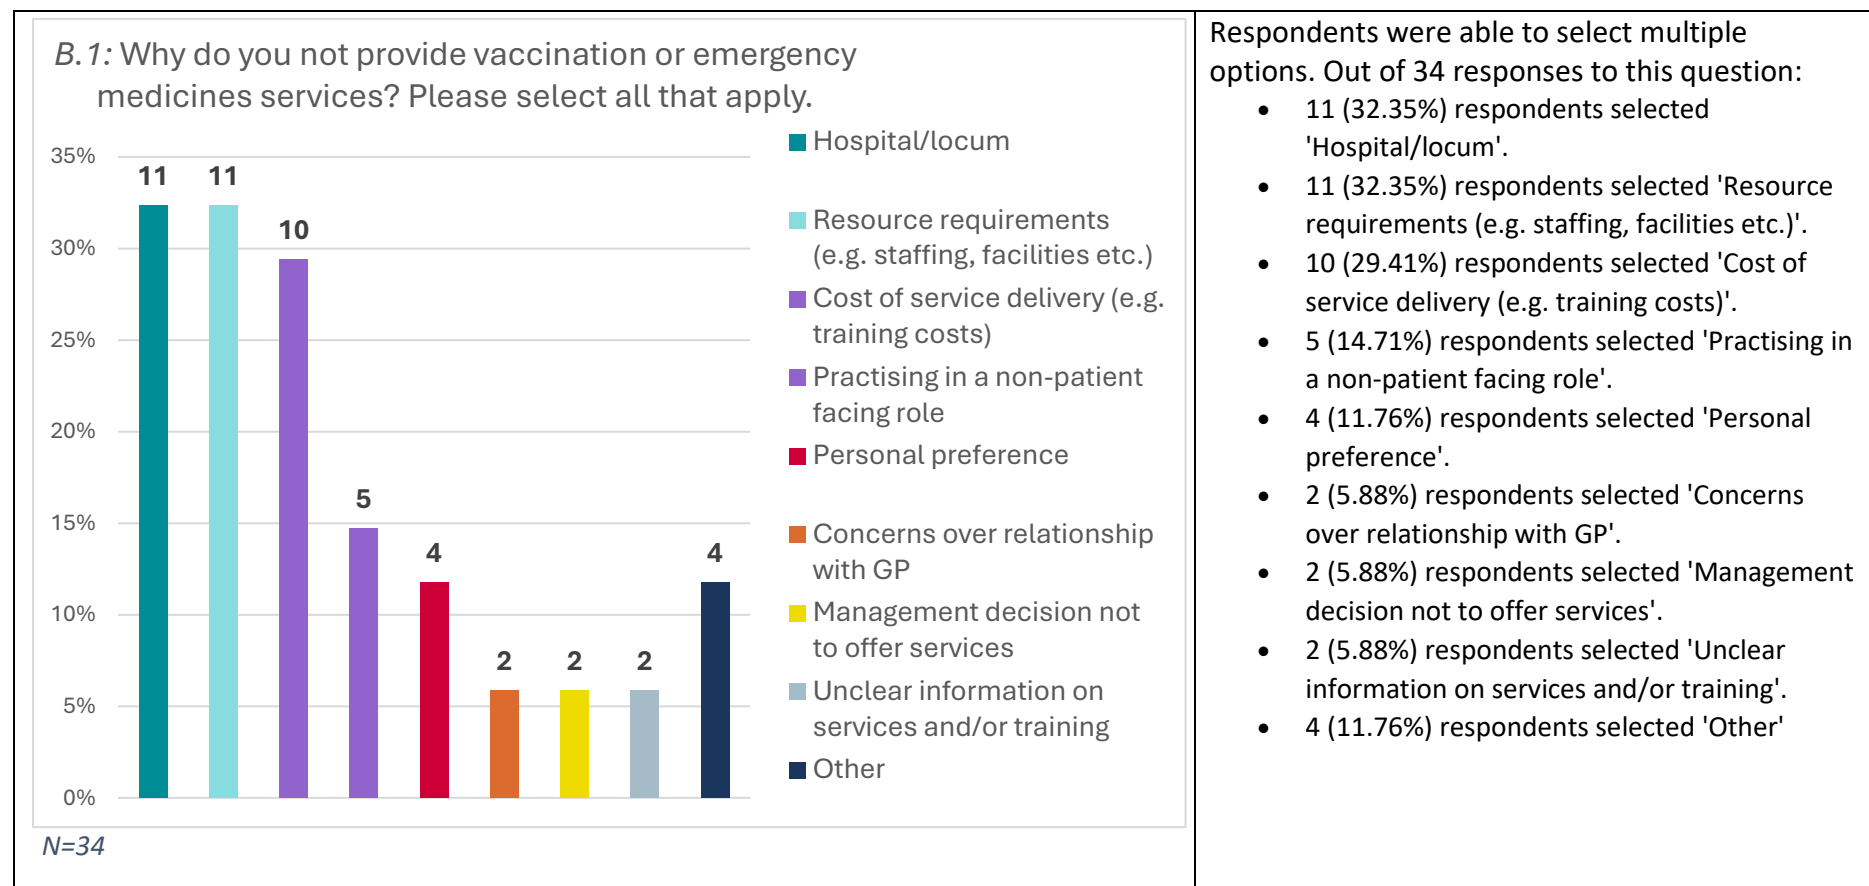 B.1: Why do you not provide vaccination or emergency
medicines services? Please select all that apply.
35%
30%
25%
20%
15%
10%
5%
0%
11
11
10
5
4
2
2
2
4
Hospital/locum
Resource requirements
(e.g. staffing, facilities etc.)
Cost of service delivery (e.g.
training costs)
Practising in a non-patient
facing role
Personal preference
Concerns over relationship
with GP
Management decision not
to offer services
Unclear information on
services and/or training
Other
N=34
Respondents were able to select multiple
options. Out of 34 responses to this question:
• 11 (32.35%) respondents selected
'Hospital/locum'.
• 11 (32.35%) respondents selected 'Resource
requirements (e.g. staffing, facilities etc.)'.
• 10 (29.41%) respondents selected 'Cost of
service delivery (e.g. training costs)'.
• 5 (14.71%) respondents selected 'Practising in
a non-patient facing role'.
• 4 (11.76%) respondents selected 'Personal
preference'.
• 2 (5.88%) respondents selected 'Concerns
over relationship with GP'.
• 2 (5.88%) respondents selected 'Management
decision not to offer services'.
• 2 (5.88%) respondents selected 'Unclear
information on services and/or training'.
• 4 (11.76%) respondents selected 'Other'